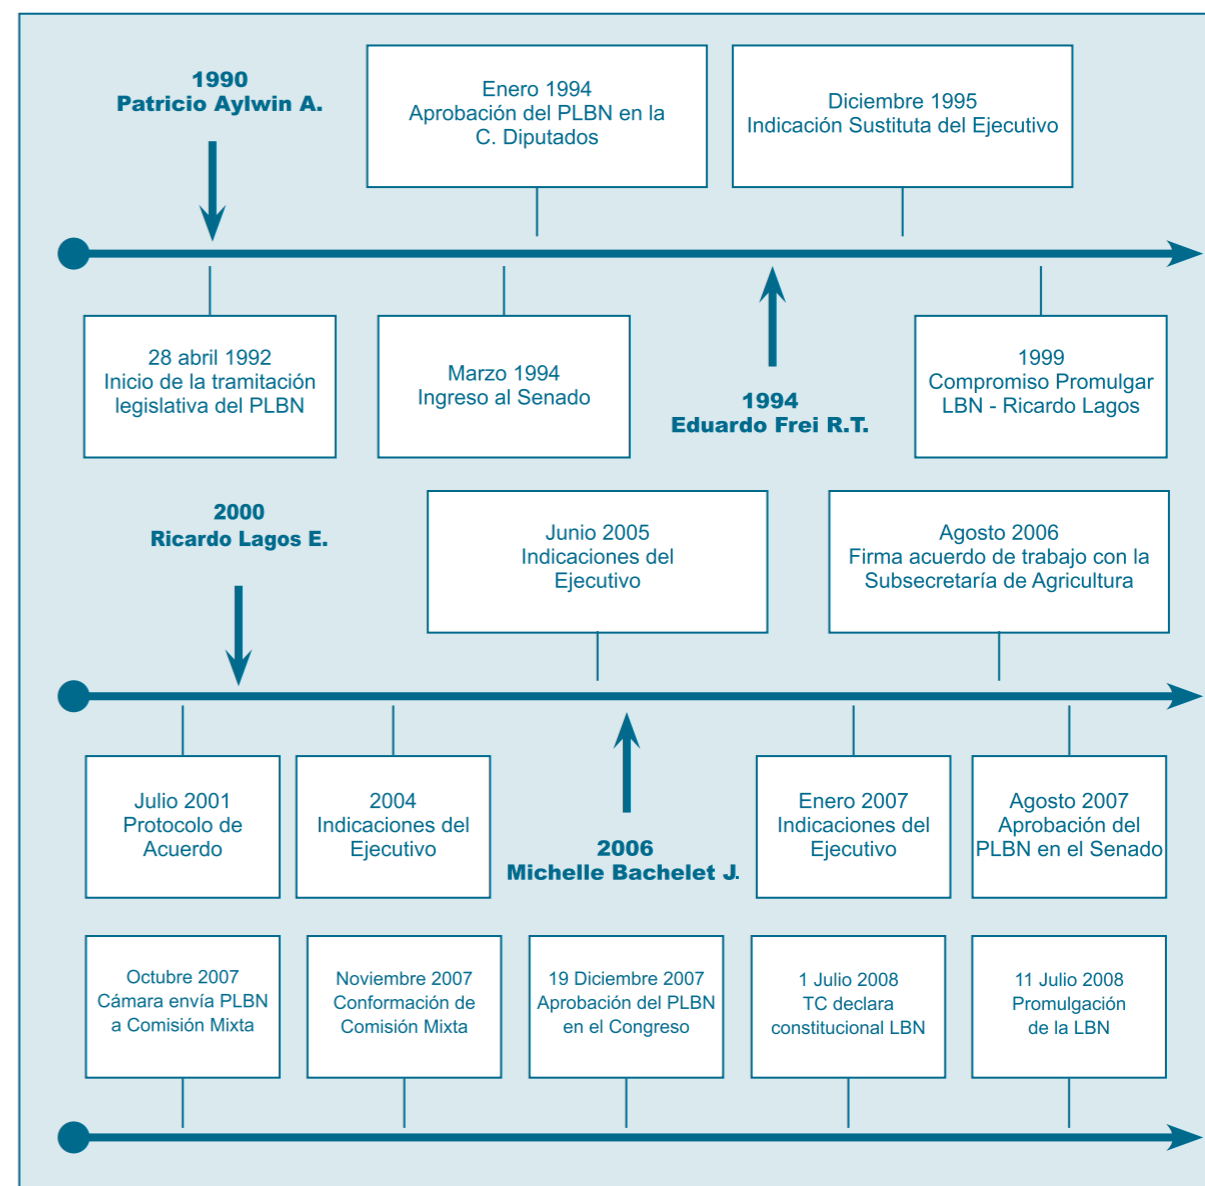 1990
Patricio Aylwin A.
Enero 1994
Aprobación del PLBN en la
C. Diputados
Diciembre 1995
Indicación Sustituta del Ejecutivo
28 abril 1992
Inicio de la tramitación
legislativa del PLBN
Marzo 1994
Ingreso al Senado
1994
Eduardo Frei R.T.
1999
Compromiso Promulgar
LBN - Ricardo Lagos
2000
Ricardo Lagos E.
Junio 2005
Indicaciones del
Ejecutivo
Agosto 2006
Firma acuerdo de trabajo con la
Subsecretaría de Agricultura
Julio 2001
Protocolo de
Acuerdo
2004
Indicaciones del
Ejecutivo
2006
Michelle Bachelet J.
Enero 2007
Indicaciones del
Ejecutivo
Agosto 2007
Aprobación del
PLBN en el Senado
Octubre 2007
Cámara envía PLBN
a Comisión Mixta
Noviembre 2007
Conformación de
Comisión Mixta
19 Diciembre 2007
Aprobación del PLBN
en el Congreso
1 Julio 2008
TC declara
constitucional LBN
11 Julio 2008
Promulgación
de la LBN